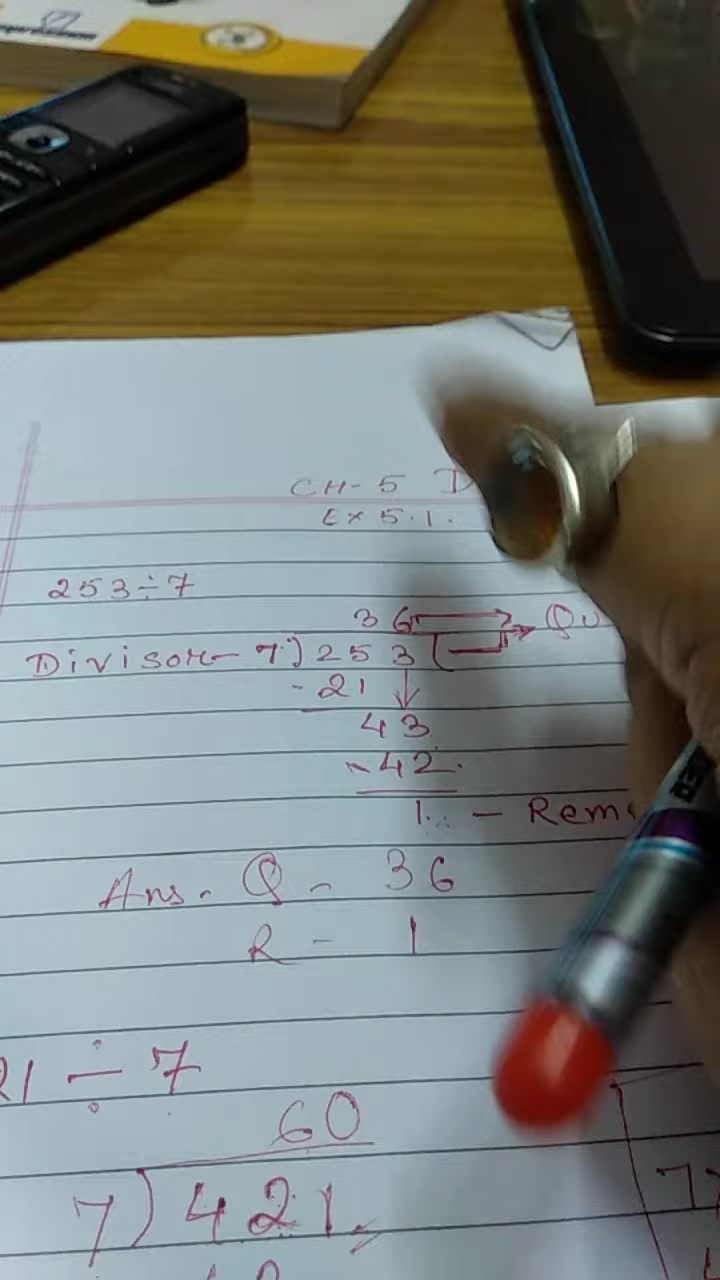 CH- 5 D
Ex 5.1.
253÷7
36
Divisor- 7) 253 (
- 21
43
- 42
1 - Rem
Ans. Q - 36
R - 1
21 ÷ 7
60
7) 421